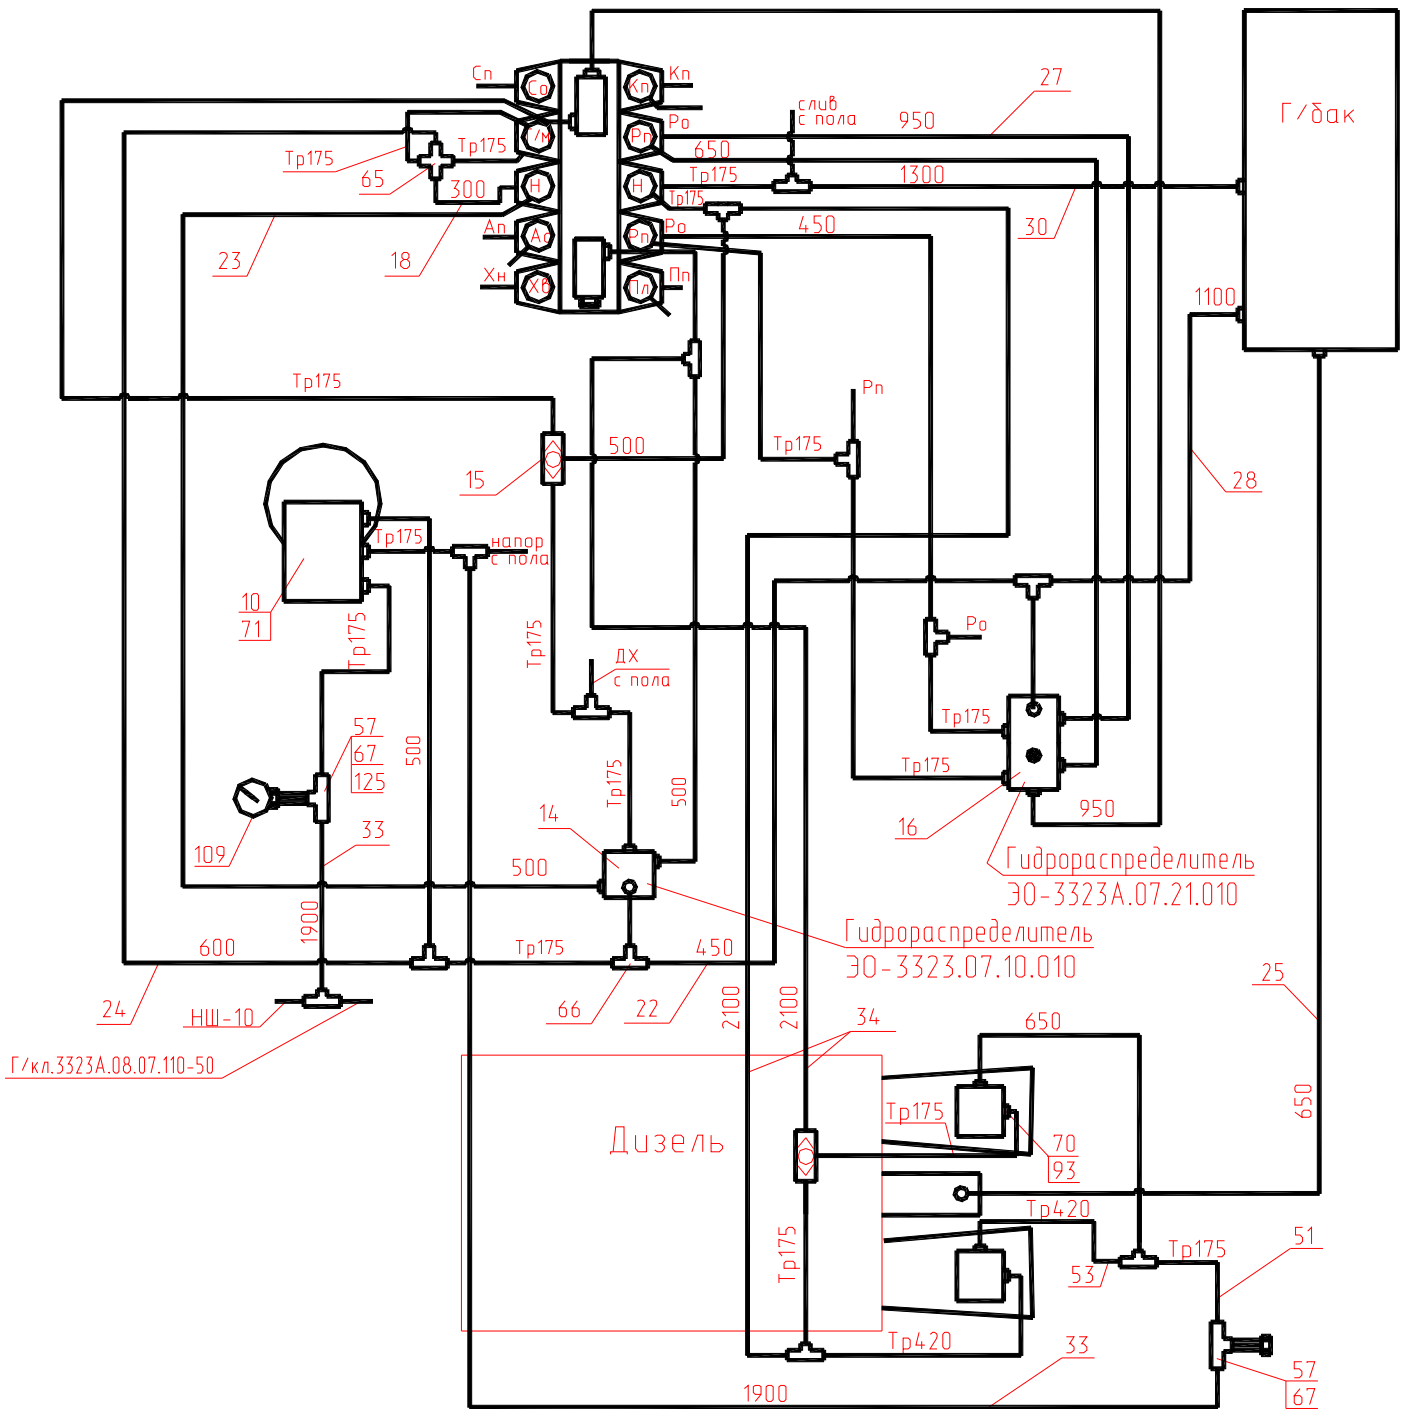 Сп
Кп
27
Г/бак
Со
Кп
слив
с пола
950
Ро
Г/м
Рп
Тр175
650
Тр175
65
300
Тр175
1300
Н
Н
Тр175
Ап
Ро
450
30
23
18
Ао
Рп
Хн
Пп
Хв
Пл
1100
Тр175
Рп
500
Тр175
15
28
Тр175
напор
с пола
10
71
Тр175
Тр175
ДХ
с пола
Ро
57
67
125
500
Тр175
500
Тр175
Тр175
14
950
16
33
109
500
Гидрораспределитель
ЭО-3323А.07.21.010
1900
600
Тр175
450
Гидрораспределитель
ЭО-3323.07.10.010
25
24
НШ-10
66
22
2100
2100
34
650
Г/кл.3323А.08.07.110-50
650
Дизель
Тр175
70
93
Тр420
Тр175
Тр175
51
53
Тр420
33
1900
57
67